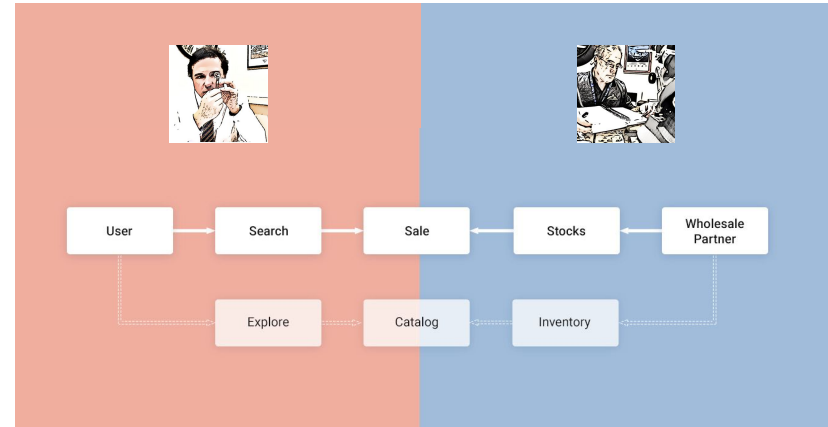 User
Search
Sale
Stocks
Wholesale
Partner
Explore
Catalog
Inventory